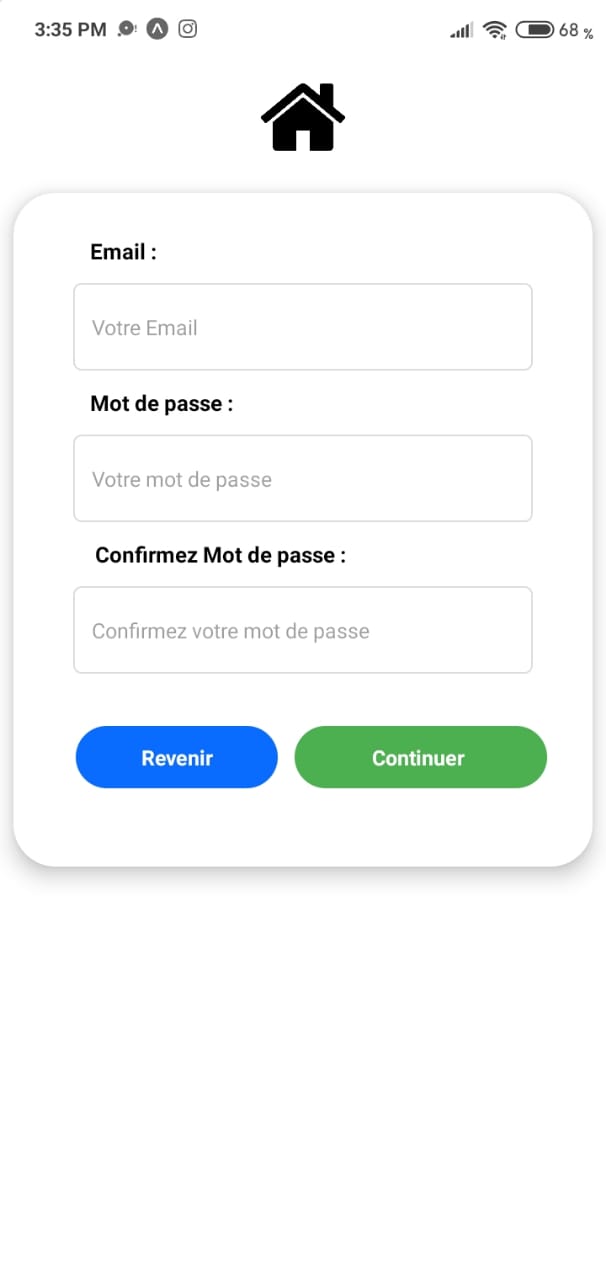 3:35 PM
68 %
Email :
Votre Email
Mot de passe :
Votre mot de passe
Confirmez Mot de passe :
Confirmez votre mot de passe
Revenir
Continuer